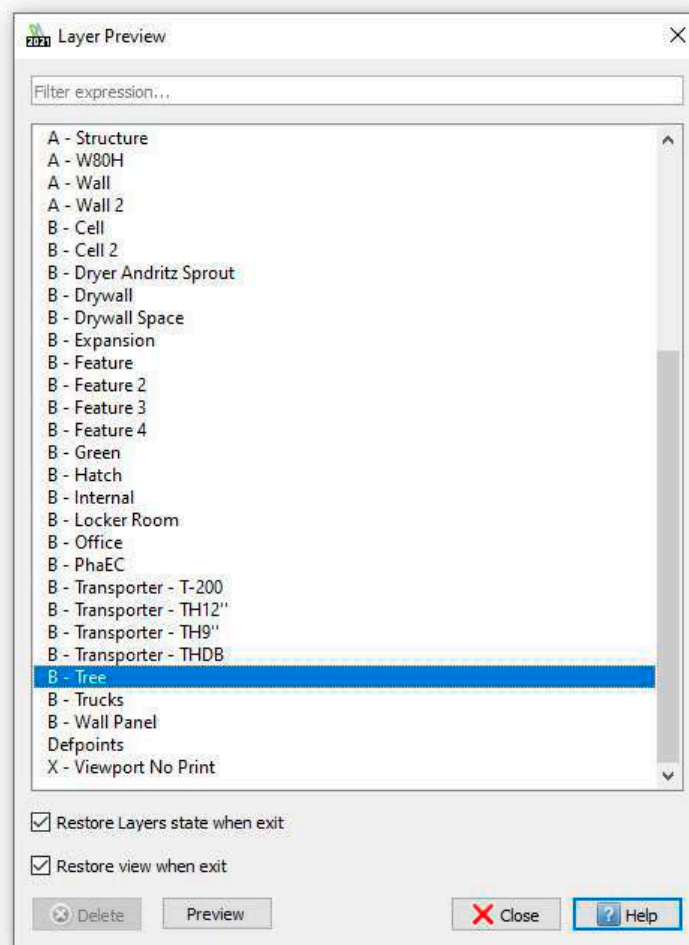 2021 Layer Preview
Filter expression...
A - Structure
A - W80H
A - Wall
A - Wall 2
B - Cell
B - Cell 2
B - Dryer Andritz Sprout
B - Drywall
B - Drywall Space
B - Expansion
B - Feature
B - Feature 2
B - Feature 3
B - Feature 4
B - Green
B - Hatch
B - Internal
B - Locker Room
B - Office
B - PhaEC
B - Transporter - T-200
B - Transporter - TH12''
B - Transporter - TH9''
B - Transporter - THDB
B - Tree
B - Trucks
B - Wall Panel
Defpoints
X - Viewport No Print
Restore Layers state when exit
Restore view when exit
Delete Preview Close Help